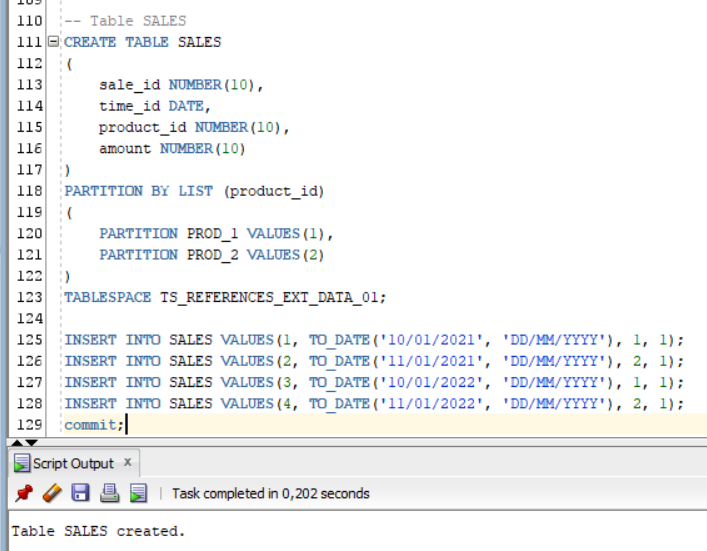 109
110 -- Table SALES
111 CREATE TABLE SALES
112 (
113 sale_id NUMBER(10),
114 time_id DATE,
115 product_id NUMBER(10),
116 amount NUMBER(10)
117 )
118 PARTITION BY LIST (product_id)
119 (
120 PARTITION PROD_1 VALUES(1),
121 PARTITION PROD_2 VALUES(2)
122 )
123 TABLESPACE TS_REFERENCES_EXT_DATA_01;
124
125 INSERT INTO SALES VALUES(1, TO_DATE('10/01/2021', 'DD/MM/YYYY'), 1, 1);
126 INSERT INTO SALES VALUES(2, TO_DATE('11/01/2021', 'DD/MM/YYYY'), 2, 1);
127 INSERT INTO SALES VALUES(3, TO_DATE('10/01/2022', 'DD/MM/YYYY'), 1, 1);
128 INSERT INTO SALES VALUES(4, TO_DATE('11/01/2022', 'DD/MM/YYYY'), 2, 1);
129 commit;
Script Output x
Task completed in 0,202 seconds
Table SALES created.